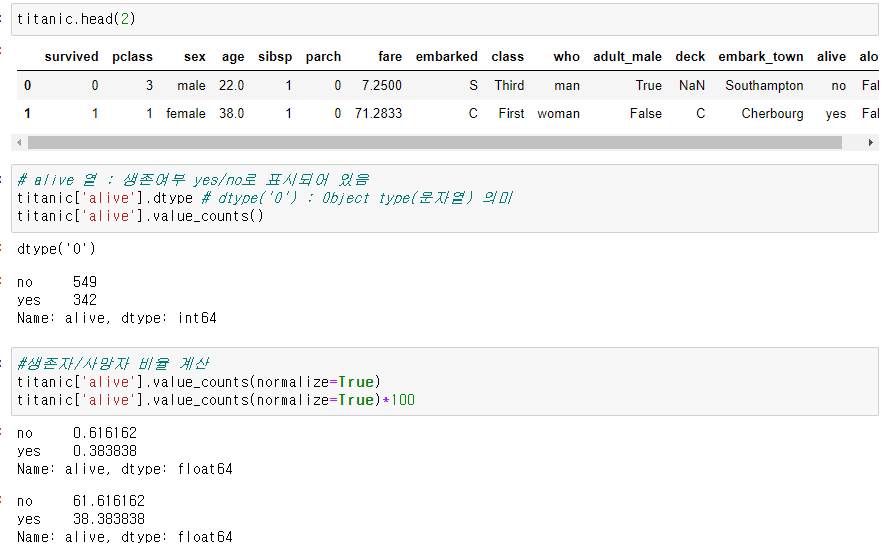 titanic.head(2)
survived pclass sex age sibsp parch fare embarked class who adult_male deck embark_town alive alo
0 0 3 male 22.0 1 0 7.2500 S Third man True NaN Southampton no Fal
1 1 1 female 38.0 1 0 71.2833 C First woman False C Cherbourg yes Fal
# alive 열 : 생존여부 yes/no로 표시되어 있음
titanic['alive'].dtype # dtype('O') : Object type(문자열) 의미
titanic['alive'].value_counts()
dtype('O')
no 549
yes 342
Name: alive, dtype: int64
#생존자/사망자 비율 계산
titanic['alive'].value_counts(normalize=True)
titanic['alive'].value_counts(normalize=True)*100
no 0.616162
yes 0.383838
Name: alive, dtype: float64
no 61.616162
yes 38.383838
Name: alive, dtype: float64